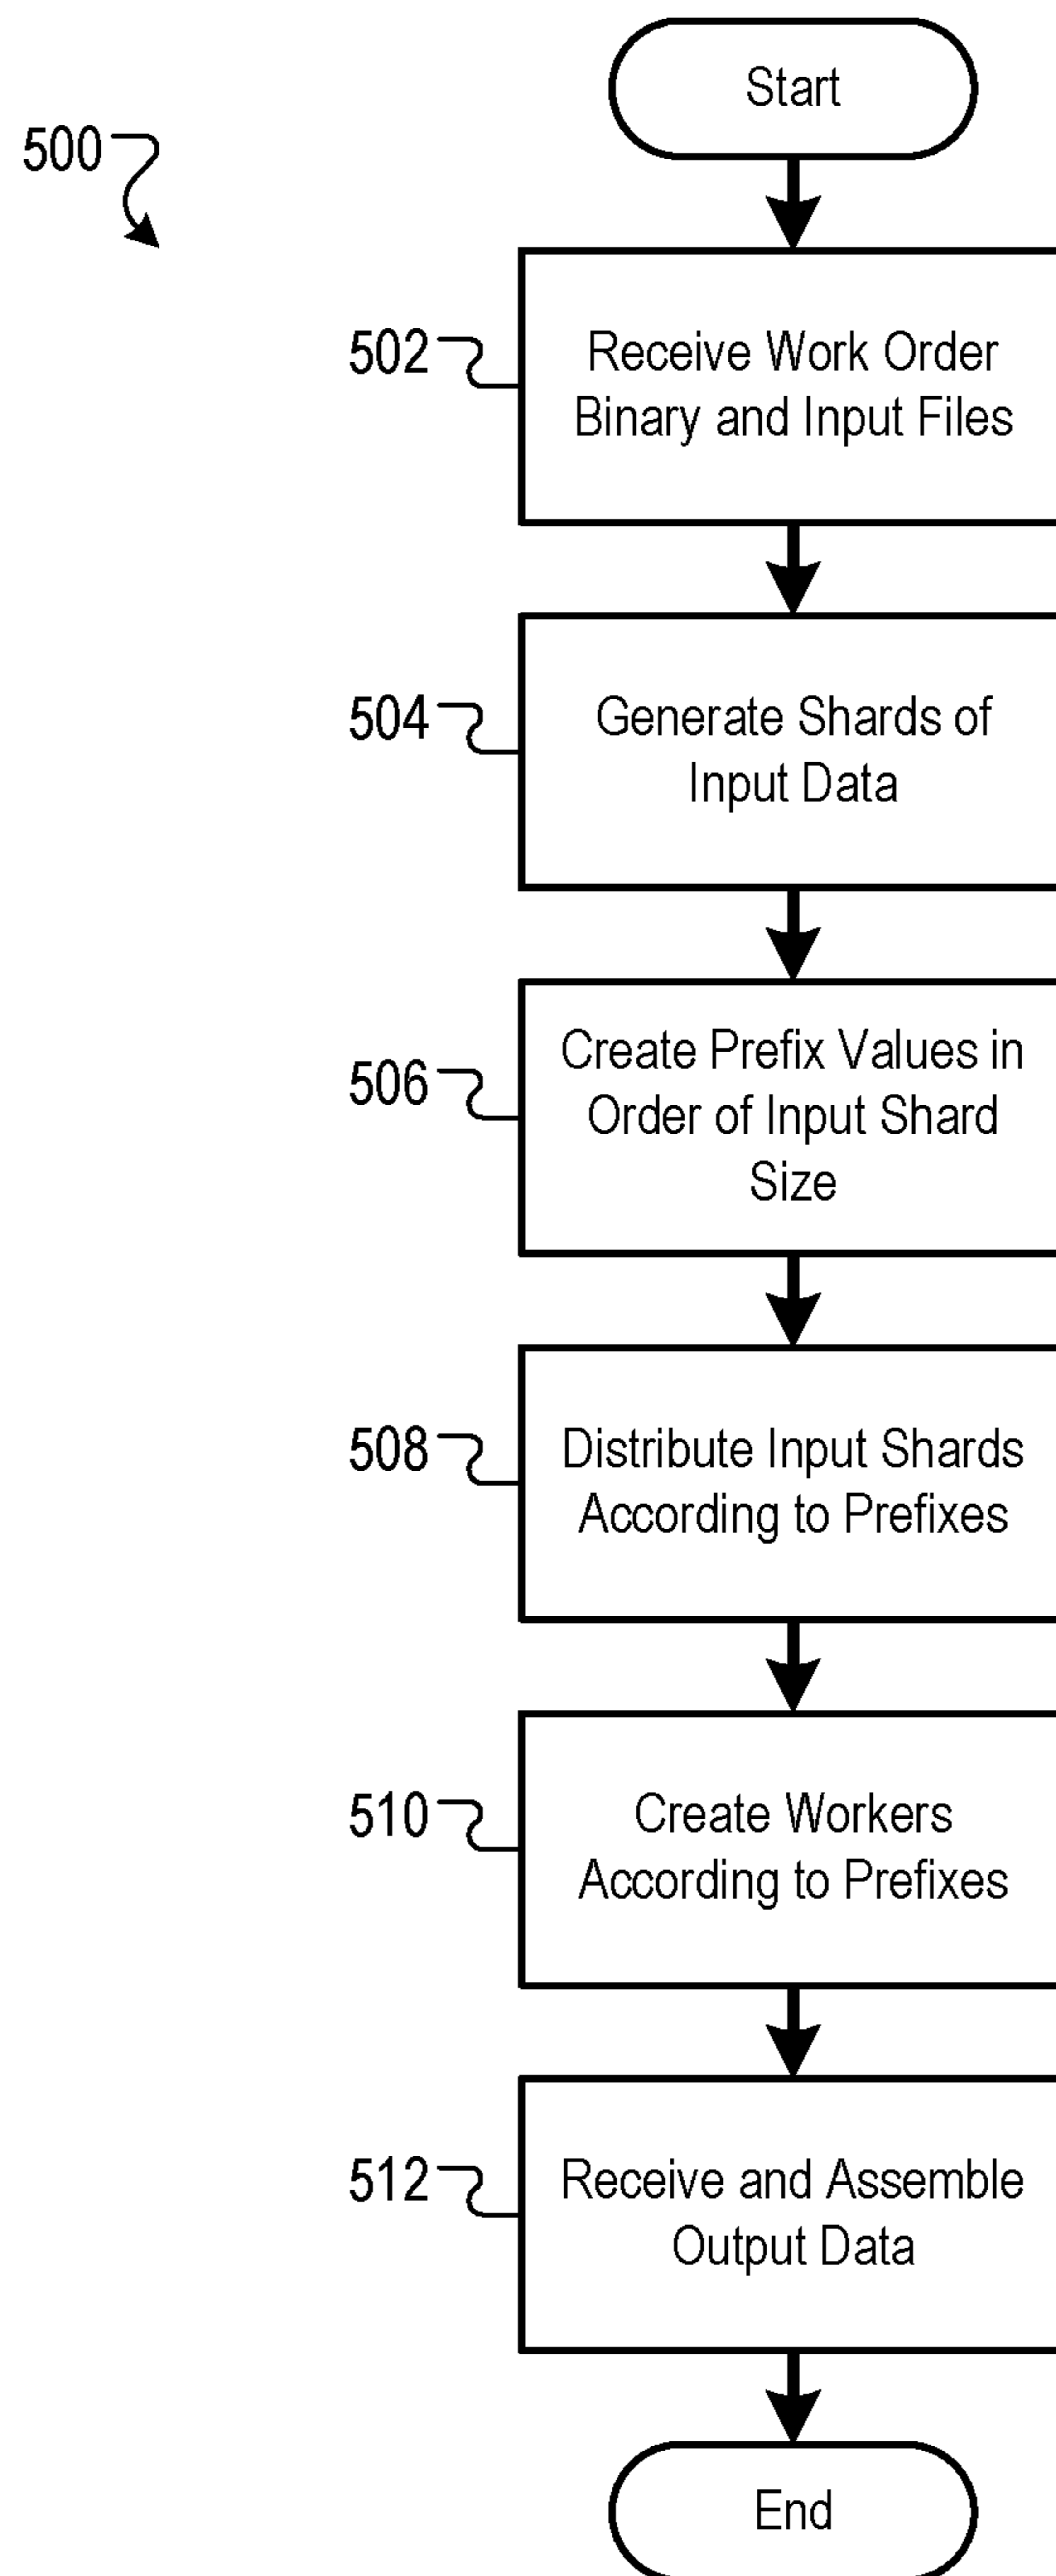 Start
500
502
Receive Work Order
Binary and Input Files
504
Generate Shards of
Input Data
506
Create Prefix Values in
Order of Input Shard
Size
508
Distribute Input Shards
According to Prefixes
510
Create Workers
According to Prefixes
512
Receive and Assemble
Output Data
End